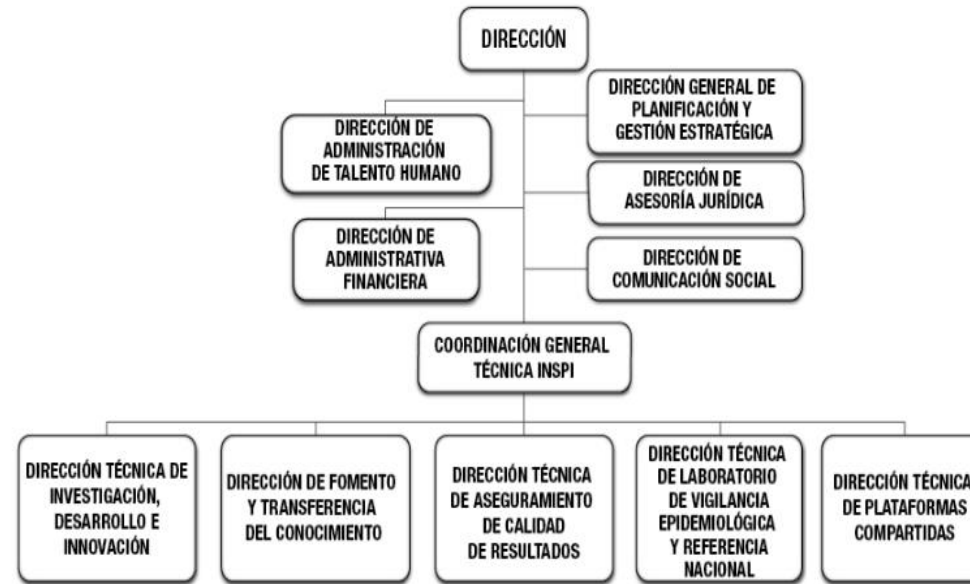 DIRECCIÓN
DIRECCIÓN GENERAL DE
PLANIFICACIÓN Y
GESTIÓN ESTRATÉGICA
DIRECCIÓN DE
ADMINISTRACIÓN
DE TALENTO HUMANO
DIRECCIÓN DE
ASESORÍA JURÍDICA
DIRECCIÓN DE
ADMINISTRATIVA
FINANCIERA
DIRECCIÓN DE
COMUNICACIÓN SOCIAL
COORDINACIÓN GENERAL
TÉCNICA INSPI
DIRECCIÓN TÉCNICA DE
INVESTIGACIÓN,
DESARROLLO E
INNOVACIÓN
DIRECCIÓN DE FOMENTO
Y TRANSFERENCIA
DEL CONOCIMIENTO
DIRECCIÓN TÉCNICA
DE ASEGURAMIENTO
DE CALIDAD
DE RESULTADOS
DIRECCIÓN TÉCNICA
DE LABORATORIO
DE VIGILANCIA
EPIDEMIOLÓGICA
Y REFERENCIA
NACIONAL
DIRECCIÓN TÉCNICA
DE PLATAFORMAS
COMPARTIDAS